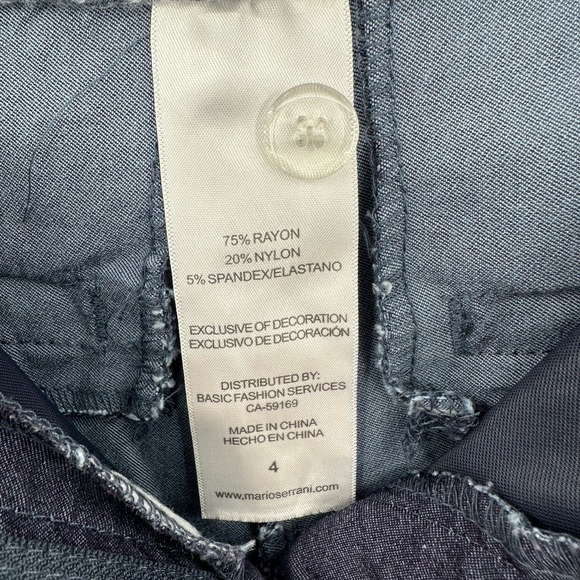 75% RAYON
20% NYLON
5% SPANDEX/ELASTANO
EXCLUSIVE OF DECORATION
EXCLUSIVO DE DECORACIÓN
DISTRIBUTED BY:
BASIC FASHION SERVICES
CA-59169
MADE IN CHINA
HECHO EN CHINA
4
www.marioserrani.com